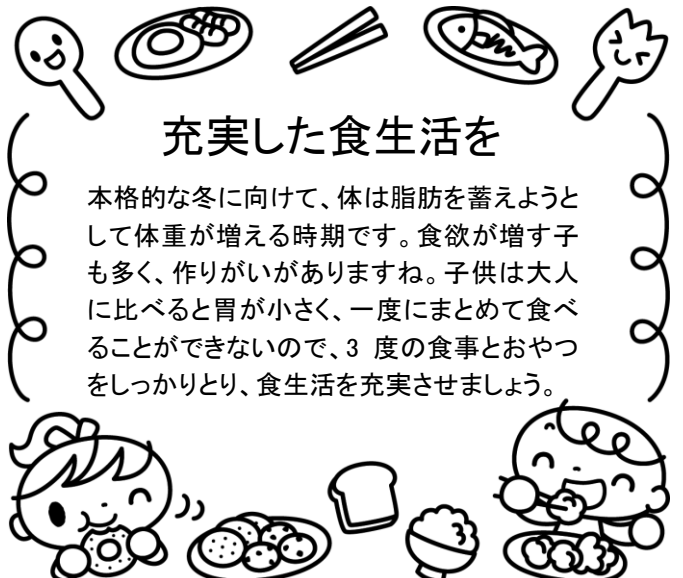 充実した食生活を
本格的な冬に向けて、体は脂肪を蓄えようと
して体重が増える時期です。食欲が増す子
も多く、作りがいがありますね。子供は大人
に比べると胃が小さく、一度にまとめて食べ
ることができないので、3 度の食事とおやつ
をしっかりとり、食生活を充実させましょう。